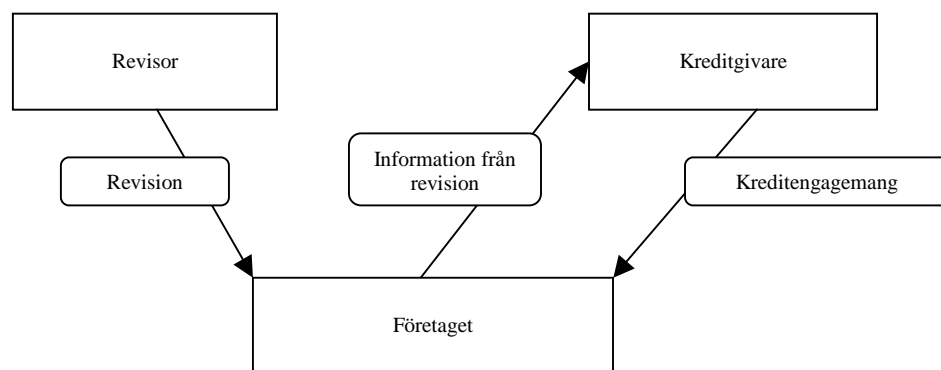 Revisor
Kreditgivare
Information från
revision
Revision
Kreditengagemang
Företaget